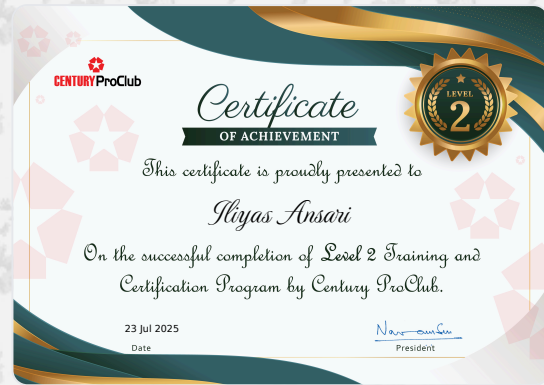 CENTURY ProClub
LEVEL
2
Certificate
OF ACHIEVEMENT
This certificate is proudly presented to
Iliyas Ansari
On the successful completion of Level 2 Training and
Certification Program by Century ProClub.
23 Jul 2025
Date
President